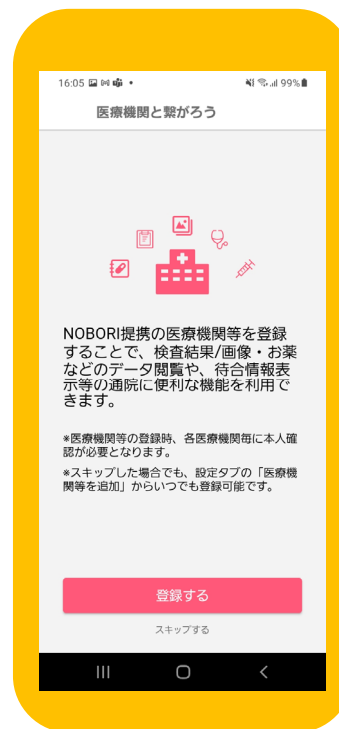 16:05
99%
医療機関と繋がろう
NOBORI提携の医療機関等を登録
することで、検査結果/画像・お薬
などのデータ閲覧や、待合情報表
示等の通院に便利な機能を利用で
きます。
*医療機関等の登録時、各医療機関毎に本人確
認が必要となります。
*スキップした場合でも、設定タブの「医療機
関等を追加」からいつでも登録可能です。
登録する
スキップする